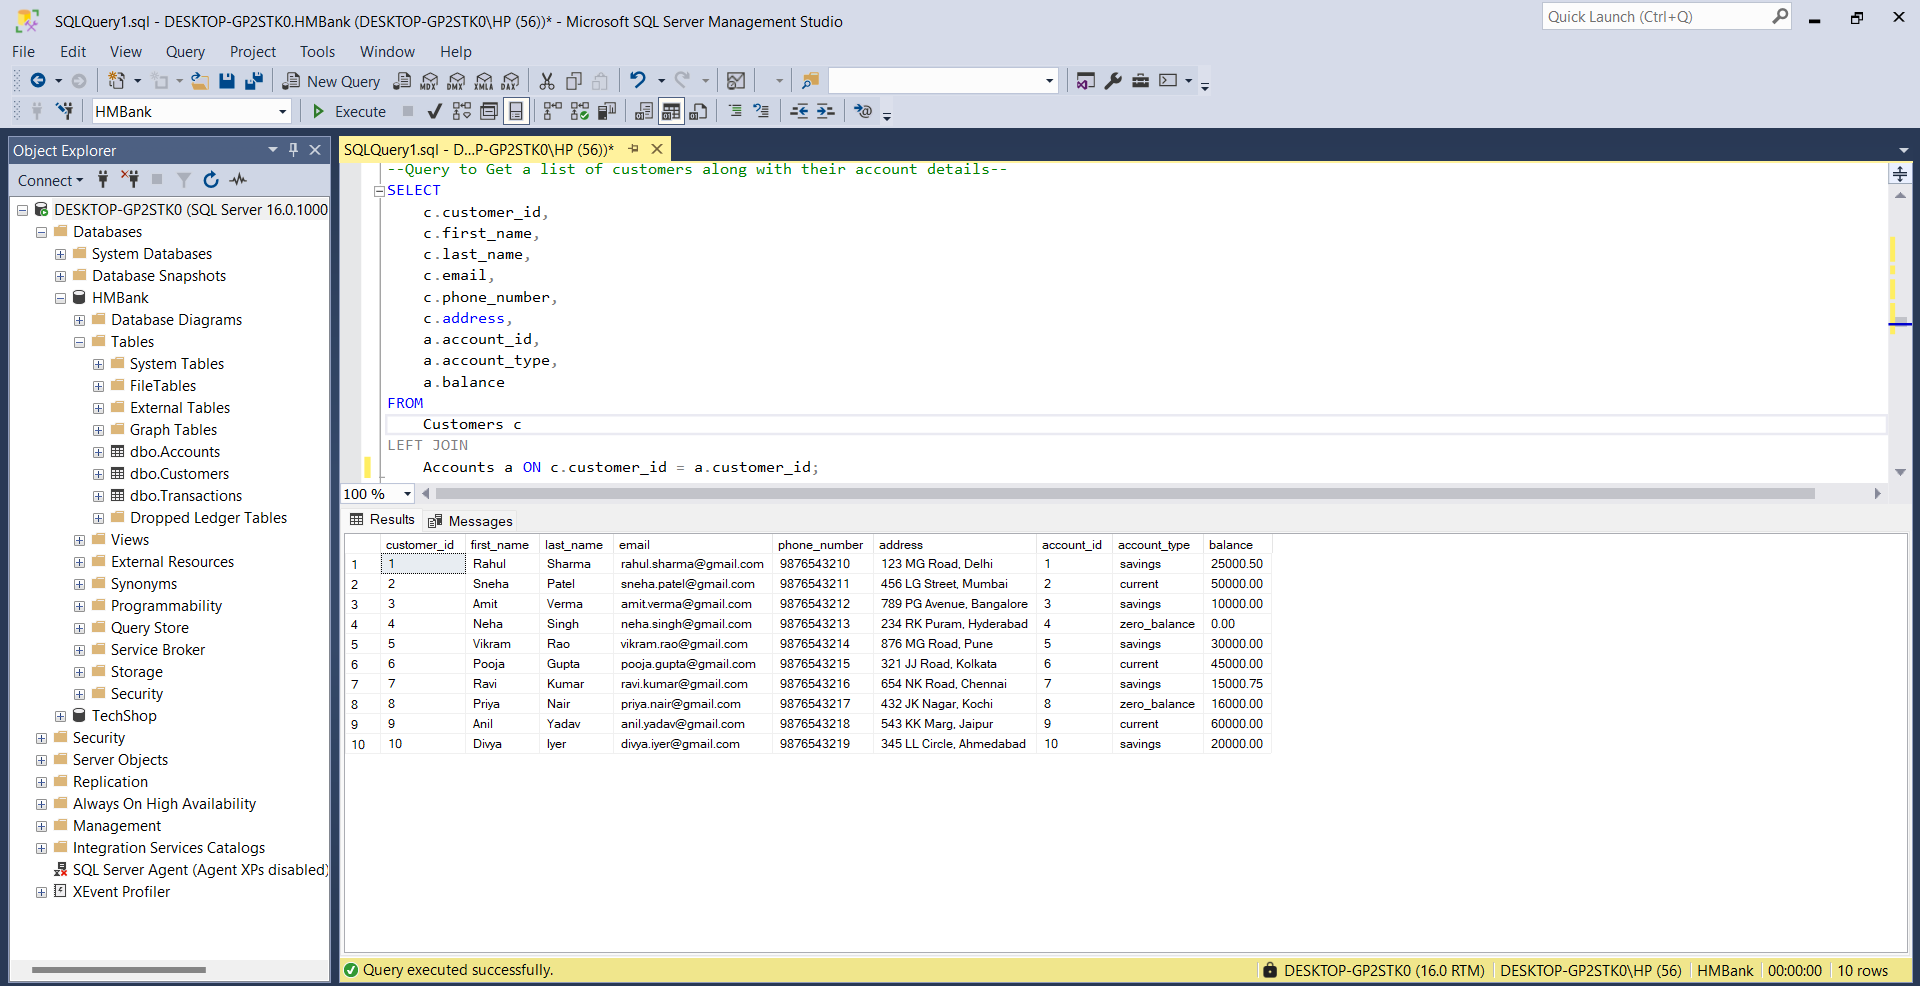 SQLQuery1.sql - DESKTOP-GP2STK0.HMBank (DESKTOP-GP2STK0\HP (56))* - Microsoft SQL Server Management Studio
Quick Launch (Ctrl+Q)
File Edit View Query Project Tools Window Help
New Query MDX DMX XMLA DAX
HMBank Execute
Object Explorer
Connect
DESKTOP-GP2STK0 (SQL Server 16.0.1000
Databases
System Databases
Database Snapshots
HMBank
Database Diagrams
Tables
System Tables
FileTables
External Tables
Graph Tables
dbo.Accounts
dbo.Customers
dbo.Transactions
Dropped Ledger Tables
Views
External Resources
Synonyms
Programmability
Query Store
Service Broker
Storage
Security
TechShop
Security
Server Objects
Replication
Always On High Availability
Management
Integration Services Catalogs
SQL Server Agent (Agent XPs disabled)
XEvent Profiler
SQLQuery1.sql - D...P-GP2STK0\HP (56))*
--Query to Get a list of customers along with their account details--
SELECT
c.customer_id,
c.first_name,
c.last_name,
c.email,
c.phone_number,
c.address,
a.account_id,
a.account_type,
a.balance
FROM
Customers c
LEFT JOIN
Accounts a ON c.customer_id = a.customer_id;
100 %
Results Messages
customer_id first_name last_name email phone_number address account_id account_type balance
1 1 Rahul Sharma rahul.sharma@gmail.com 9876543210 123 MG Road, Delhi 1 savings 25000.50
2 2 Sneha Patel sneha.patel@gmail.com 9876543211 456 LG Street, Mumbai 2 current 50000.00
3 3 Amit Verma amit.verma@gmail.com 9876543212 789 PG Avenue, Bangalore 3 savings 10000.00
4 4 Neha Singh neha.singh@gmail.com 9876543213 234 RK Puram, Hyderabad 4 zero_balance 0.00
5 5 Vikram Rao vikram.rao@gmail.com 9876543214 876 MG Road, Pune 5 savings 30000.00
6 6 Pooja Gupta pooja.gupta@gmail.com 9876543215 321 JJ Road, Kolkata 6 current 45000.00
7 7 Ravi Kumar ravi.kumar@gmail.com 9876543216 654 NK Road, Chennai 7 savings 15000.75
8 8 Priya Nair priya.nair@gmail.com 9876543217 432 JK Nagar, Kochi 8 zero_balance 16000.00
9 9 Anil Yadav anil.yadav@gmail.com 9876543218 543 KK Marg, Jaipur 9 current 60000.00
10 10 Divya Iyer divya.iyer@gmail.com 9876543219 345 LL Circle, Ahmedabad 10 savings 20000.00
Query executed successfully.
DESKTOP-GP2STK0 (16.0 RTM) DESKTOP-GP2STK0\HP (56) HMBank 00:00:00 10 rows